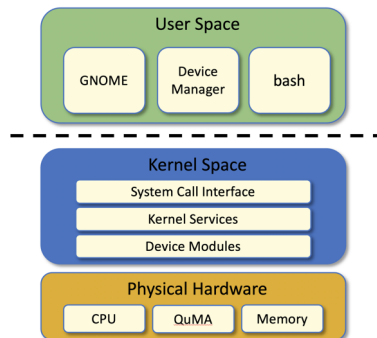 User Space
GNOME
Device
Manager
bash
Kernel Space
System Call Interface
Kernel Services
Device Modules
Physical Hardware
CPU
QuMA
Memory